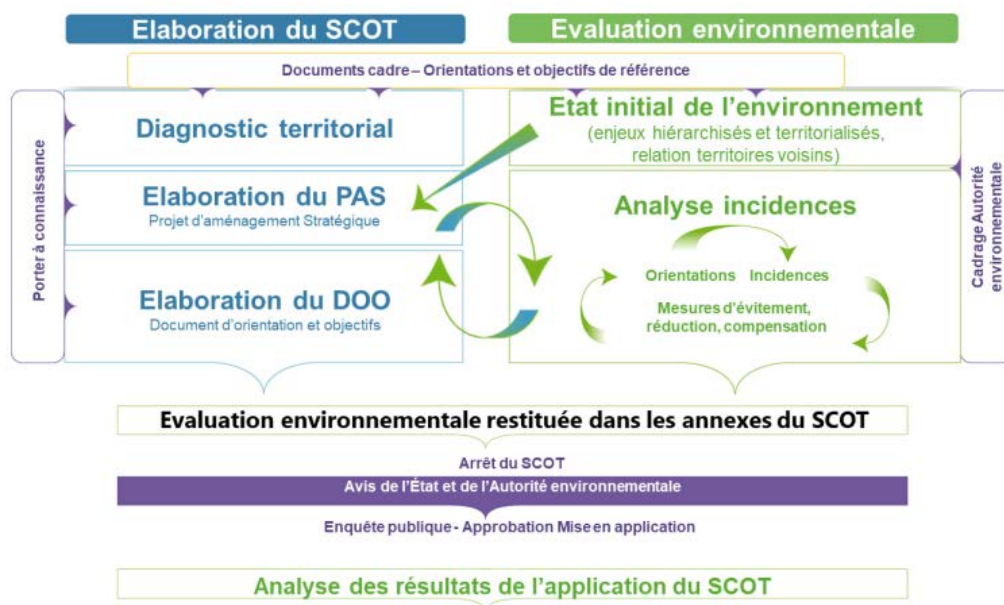 Elaboration du SCOT
Evaluation environnementale
Documents cadre – Orientations et objectifs de référence
Porter à connaissance
Diagnostic territorial
Etat initial de l'environnement
(enjeux hiérarchisés et territorialisés,
relation territoires voisins)
Cadrage Autorité
environnementale
Elaboration du PAS
Projet d'aménagement Stratégique
Analyse incidences
Orientations Incidences
Mesures d'évitement,
réduction, compensation
Elaboration du DOO
Document d'orientation et objectifs
Evaluation environnementale restituée dans les annexes du SCOT
Arrêt du SCOT
Avis de l'État et de l'Autorité environnementale
Enquête publique - Approbation Mise en application
Analyse des résultats de l'application du SCOT